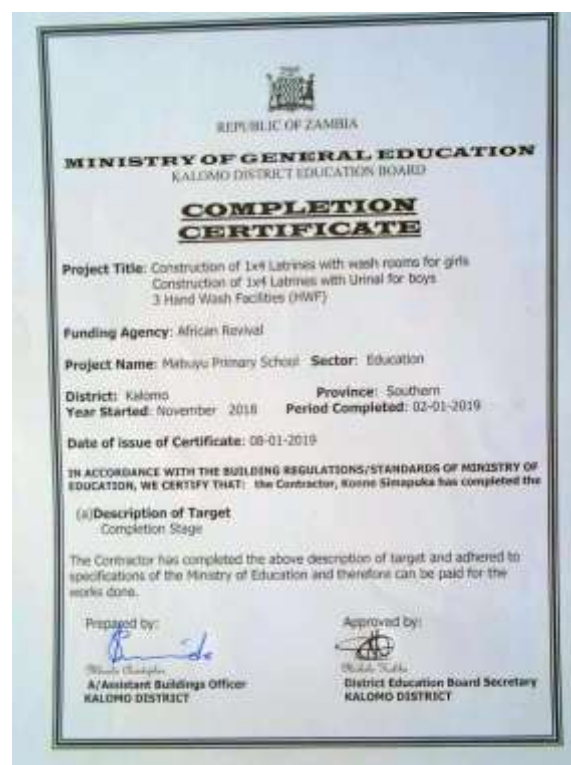 REPUBLIC OF ZAMBIA
MINISTRY OF GENERAL EDUCATION
KALOMO DISTRICT EDUCATION BOARD
COMPLETION
CERTIFICATE
Project Title: Construction of 1x4 Latrines with wash rooms for girls
Construction of 1x4 Latrines with Urinal for boys
3 Hand Wash Facilities (HWF)
Funding Agency: African Revival
Project Name: Mabuyu Primary School Sector: Education
District: Kalomo Province: Southern
Year Started: November 2018 Period Completed: 02-01-2019
Date of issue of Certificate: 08-01-2019
IN ACCORDANCE WITH THE BUILDING REGULATIONS/STANDARDS OF MINISTRY OF
EDUCATION, WE CERTIFY THAT: the Contractor, Simapuka has completed the
(a)Description of Target
Completion Stage
The Contractor has completed the above description of target and adhered to
specifications of the Ministry of Education and therefore can be paid for the
works done.
Prepared by: Approved by:
A/Assistant Buildings Officer District Education Board Secretary
KALOMO DISTRICT KALOMO DISTRICT